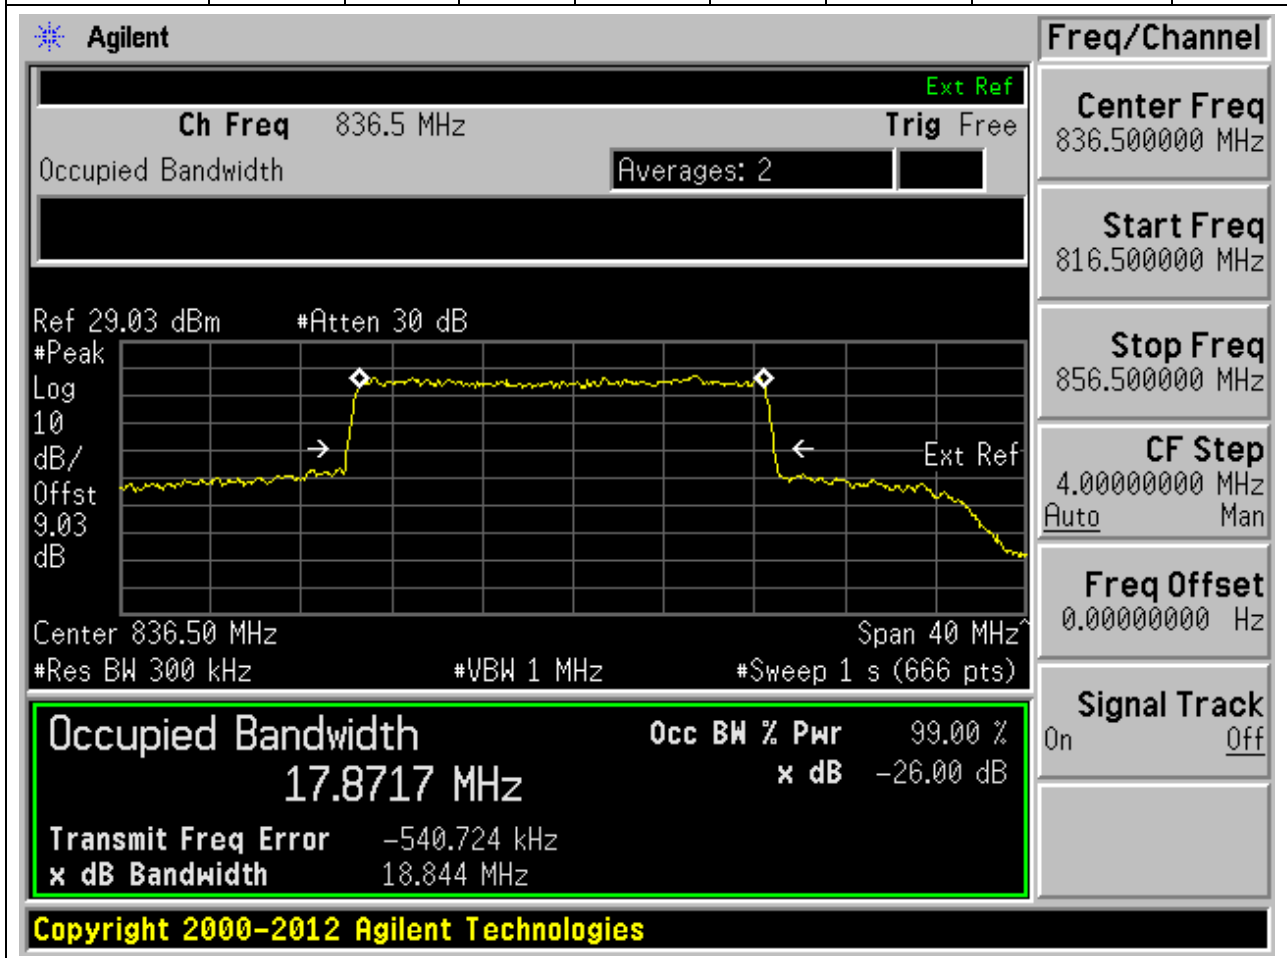 Agilent
Freq/Channel
Ext Ref
Ch Freq 836.5 MHz Trig Free
Occupied Bandwidth Averages: 2
Center Freq
836.500000 MHz
Start Freq
816.500000 MHz
Stop Freq
856.500000 MHz
CF Step
4.00000000 MHz
Auto Man
Freq Offset
0.00000000 Hz
Signal Track
On Off
Ref 29.03 dBm #Atten 30 dB
#Peak
Log
10
dB/
Offst
9.03
dB
Ext Ref
Center 836.50 MHz Span 40 MHz^
#Res BW 300 kHz #VBW 1 MHz #Sweep 1 s (666 pts)
Occupied Bandwidth
17.8717 MHz
Occ BW % Pwr 99.00 %
x dB -26.00 dB
Transmit Freq Error -540.724 kHz
x dB Bandwidth 18.844 MHz
Copyright 2000-2012 Agilent Technologies